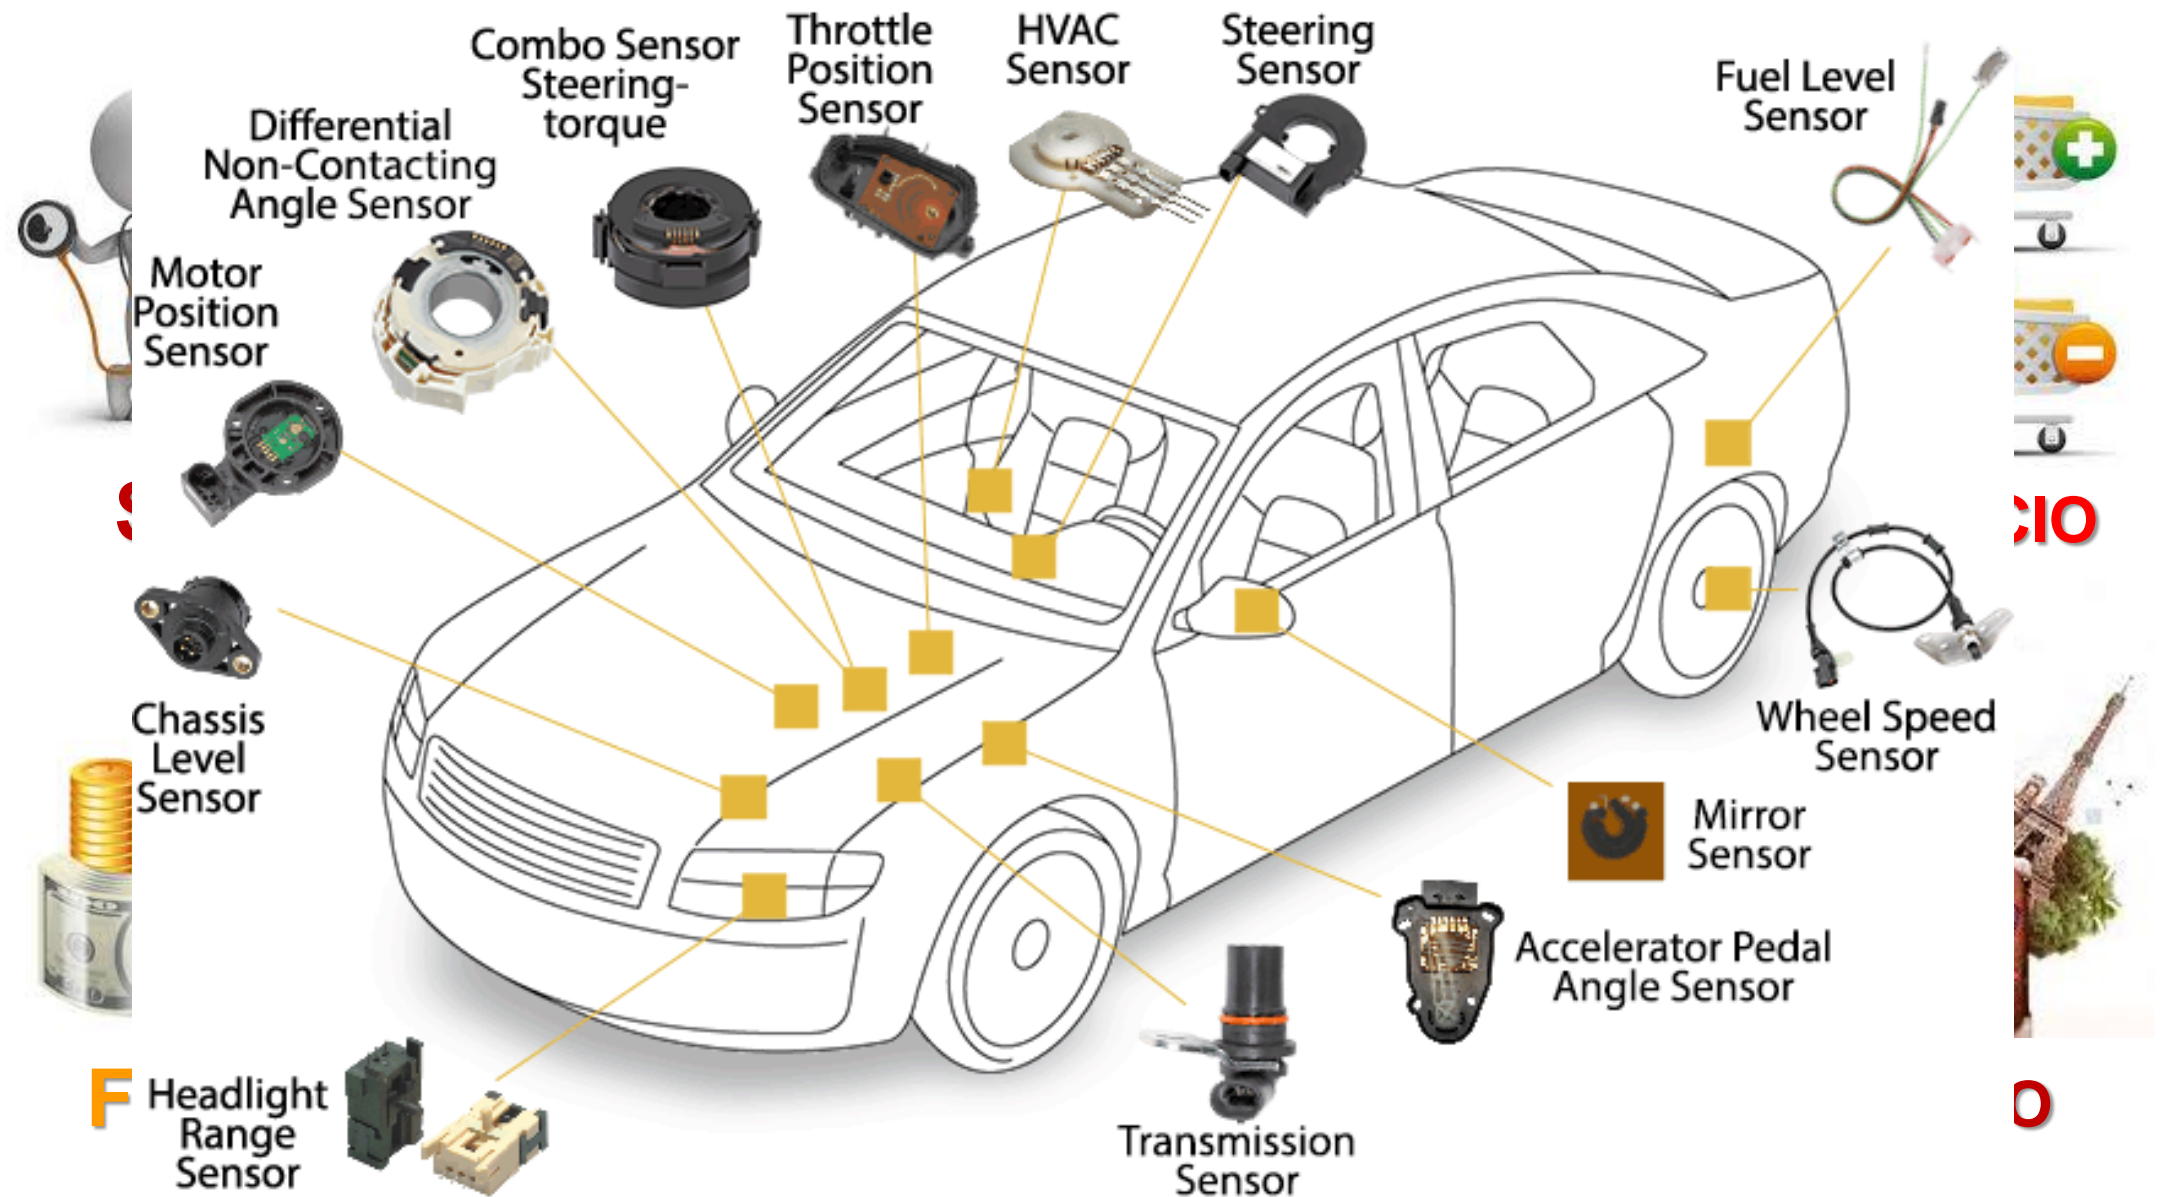 Combo Sensor
Steering-
torque
Throttle
Position
Sensor
HVAC
Sensor
Steering
Sensor
Fuel Level
Sensor
Differential
Non-Contacting
Angle Sensor
Motor
Position
Sensor
Chassis
Level
Sensor
Wheel Speed
Sensor
Mirror
Sensor
Accelerator Pedal
Angle Sensor
Headlight
Range
Sensor
Transmission
Sensor